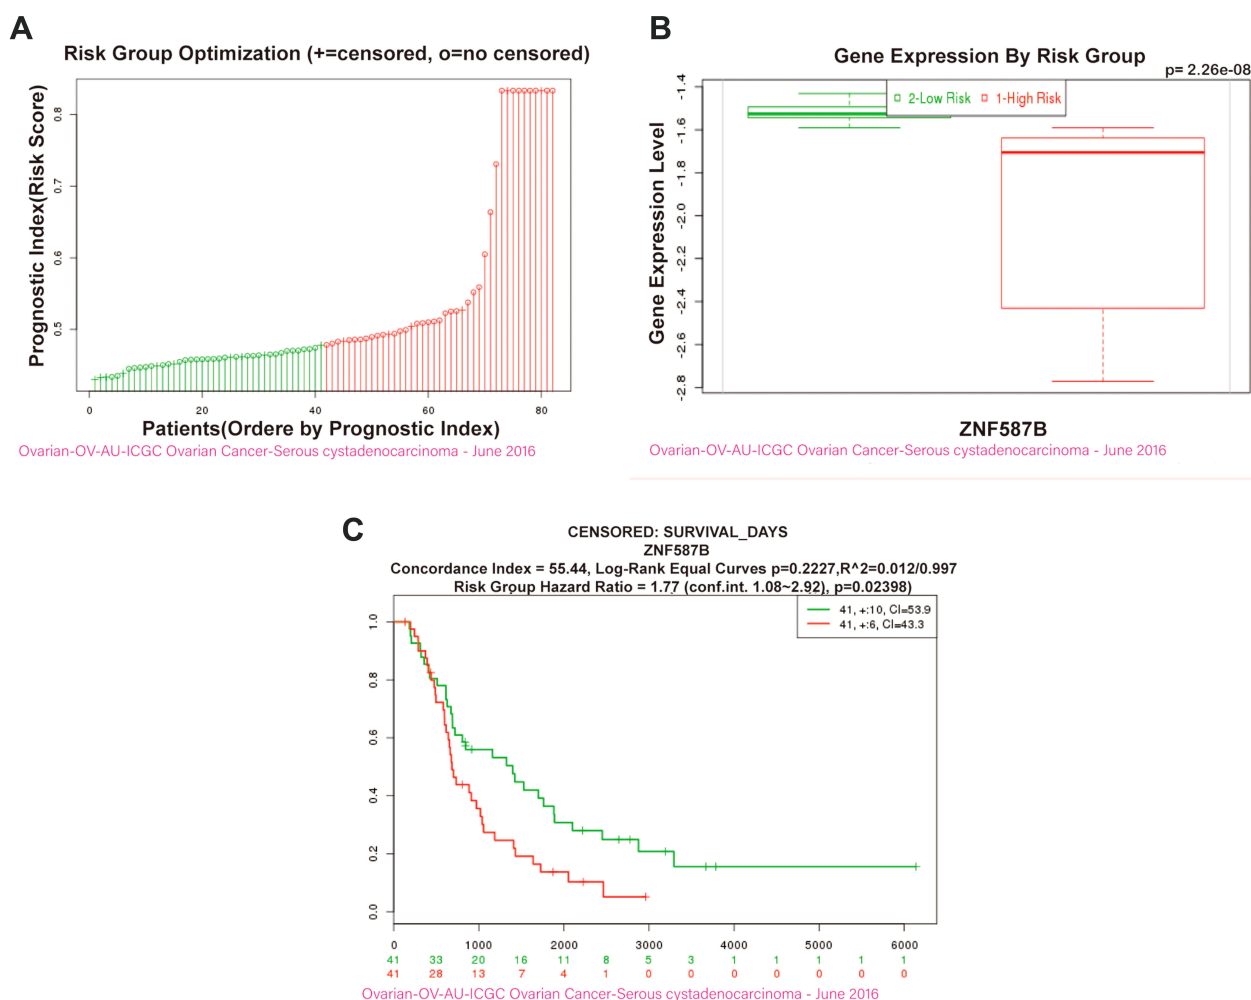 A
Risk Group Optimization (+=censored, o=no censored)
Prognostic Index(Risk Score)
0.8
0.7
0.6
0.5
0 20 40 60 80
Patients(Ordere by Prognostic Index)
Ovarian-OV-AU-ICGC Ovarian Cancer-Serous cystadenocarcinoma - June 2016
B
Gene Expression By Risk Group
p= 2.26e-08
2-Low Risk 1-High Risk
Gene Expression Level
-1.4
-1.6
-1.8
-2.0
-2.2
-2.4
-2.6
-2.8
ZNF587B
Ovarian-OV-AU-ICGC Ovarian Cancer-Serous cystadenocarcinoma - June 2016
C
CENSORED: SURVIVAL_DAYS
ZNF587B
Concordance Index = 55.44, Log-Rank Equal Curves p=0.2227,R^2=0.012/0.997
Risk Group Hazard Ratio = 1.77 (conf.int. 1.08~2.92), p=0.02398)
41, +:10, CI=53.9
41, +:6, CI=43.3
1.0
0.8
0.6
0.4
0.2
0.0
0 1000 2000 3000 4000 5000 6000
41 33 20 16 11 8 5 3 1 1 1 1 1
41 28 13 7 4 1 0 0 0 0 0 0 0
Ovarian-OV-AU-ICGC Ovarian Cancer-Serous cystadenocarcinoma - June 2016